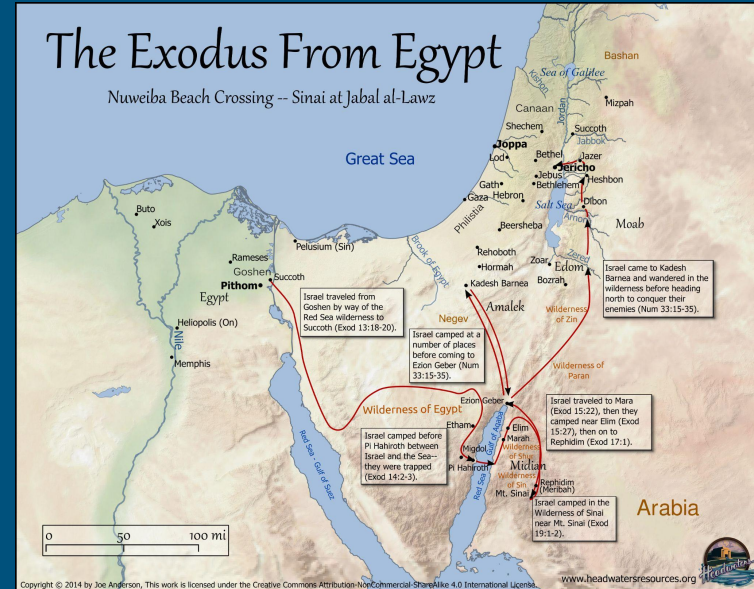 The Exodus From Egypt
Nuweiba Beach Crossing -- Sinai at Jabal al-Lawz
Bashan
Sea of Galilee
Kishon
Canaan
Jordan
Mizpah
Shechem
Succoth
Jabbok
Joppa
Lod
Bethel
Jazer
Jericho
Great Sea
Jebus
Heshbon
Gath
Bethlehem
Gaza
Hebron
Salt Sea
Dibon
Arnon
Philistia
Moab
Buto
Xois
Beersheba
Pelusium (Sin)
Brook of Egypt
Rehoboth
Zered
Rameses
Hormah
Zoar
Edom
Goshen
Succoth
Bozrah
Pithom
Kadesh Barnea
Egypt
Amalek
Israel came to Kadesh
Barnea and wandered in the
wilderness before heading
north to conquer their
enemies (Num 33:15-35).
Israel traveled from
Goshen by way of the
Red Sea wilderness to
Succoth (Exod 13:18-20).
Negev
Wilderness
of Zin
Heliopolis (On)
Nile
Israel camped at a
number of places
before coming to
Ezion Geber (Num
33:15-35).
Memphis
Wilderness of
Paran
Ezion Geber
Wilderness of Egypt
Israel traveled to Mara
(Exod 15:22), then they
camped near Elim (Exod
15:27), then on to
Rephidim (Exod 17:1).
Etham
Gulf of Aqaba
Elim
Marah
Israel camped before
Pi Hahiroth between
Israel and the Sea--
they were trapped
(Exod 14:2-3).
Migdol
Wilderness
of Shur
Pi Hahiroth
Midian
Red Sea - Gulf of Suez
Red Sea
Wilderness
of Sin
Rephidim
(Meribah)
Mt. Sinai
Israel camped in the
Wilderness of Sinai
near Mt. Sinai (Exod
19:1-2).
Arabia
0 50 100 mi
www.headwatersresources.org
Headwaters
Copyright © 2014 by Joe Anderson, This work is licensed under the Creative Commons Attribution-NonCommercial-ShareAlike 4.0 International License.